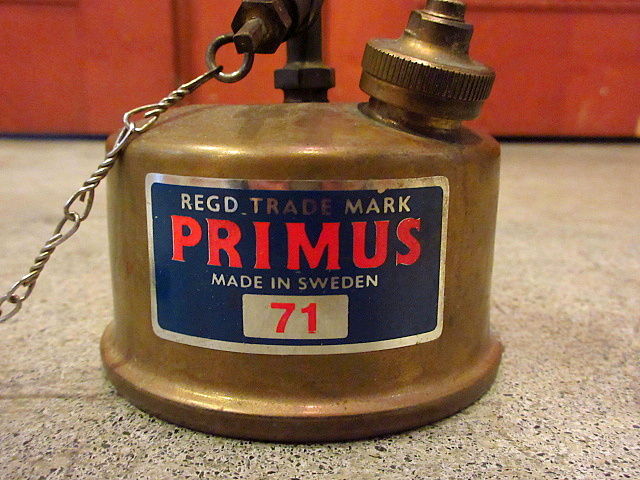 REGD TRADE MARK
PRIMUS
MADE IN SWEDEN
71